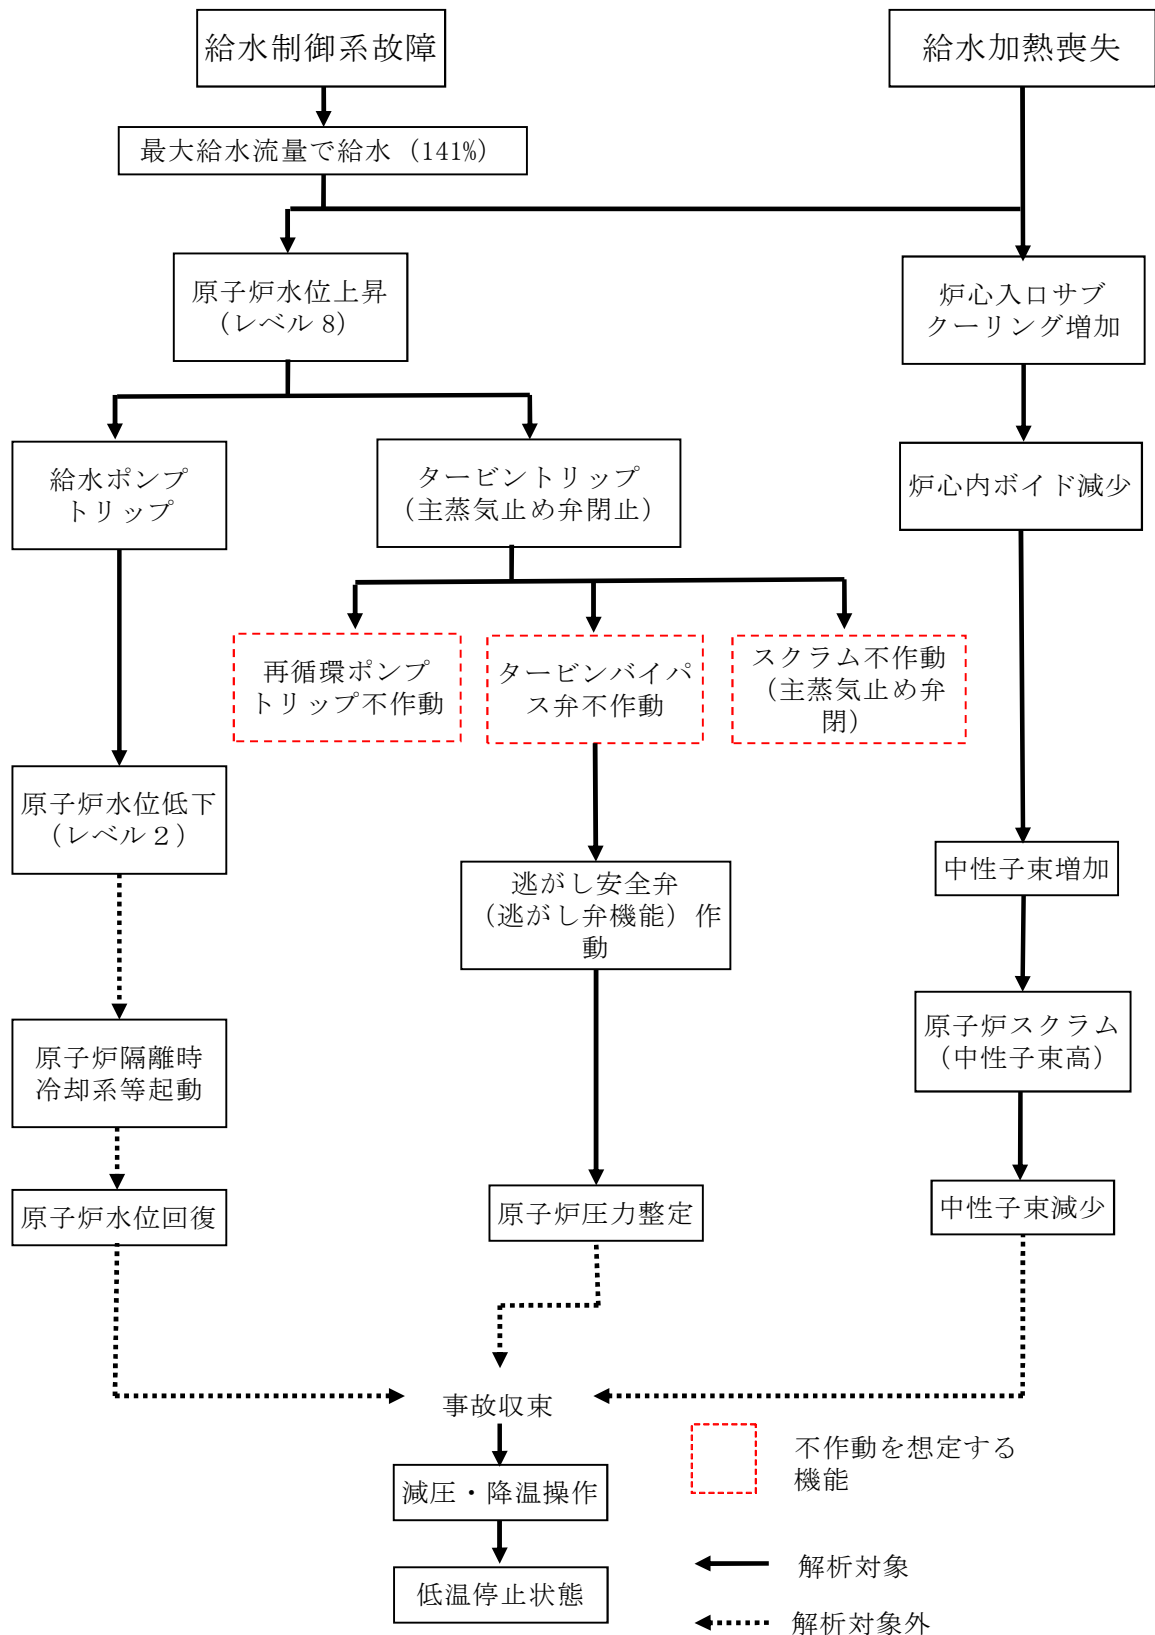 給水制御系故障
給水加熱喪失
最大給水流量で給水（141%）
原子炉水位上昇
（レベル 8）
炉心入口サブ
クーリング増加
給水ポンプ
トリップ
タービントリップ
（主蒸気止め弁閉止）
炉心内ボイド減少
再循環ポンプ
トリップ不作動
タービンバイパ
ス弁不作動
スクラム不作動
（主蒸気止め弁
閉）
原子炉水位低下
（レベル２）
中性子束増加
逃がし安全弁
（逃がし弁機能）作
動
原子炉隔離時
冷却系等起動
原子炉スクラム
（中性子束高）
原子炉水位回復
原子炉圧力整定
中性子束減少
事故収束
不作動を想定する
機能
減圧・降温操作
解析対象
低温停止状態
解析対象外